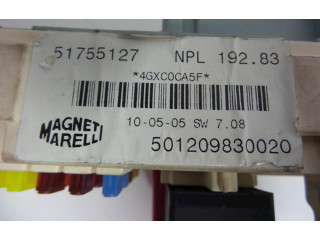 51755127 NPL 192.83
*4GXC0CA5F*
10-05-05 SW 7.08
MAGNETI
MARELLI
501209830020